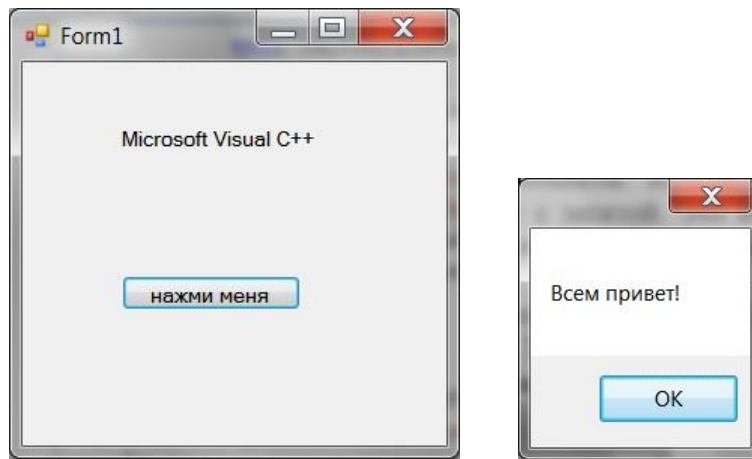 Form1
Microsoft Visual C++
нажми меня
Всем привет!
OK